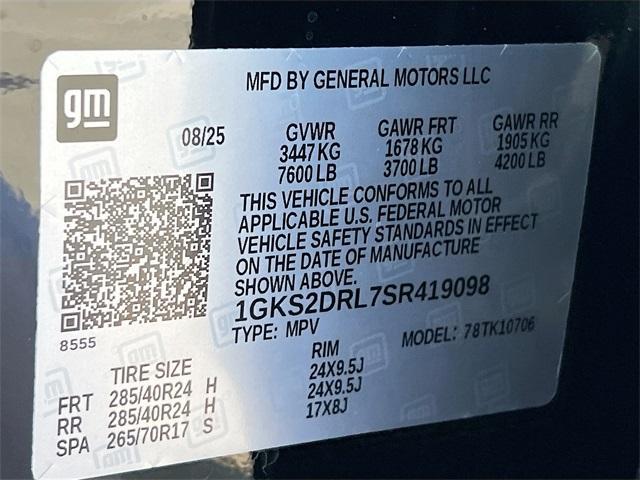 gm
MFD BY GENERAL MOTORS LLC
08/25 GVWR GAWR FRT GAWR RR
3447 KG 1678 KG 1905 KG
7600 LB 3700 LB 4200 LB
THIS VEHICLE CONFORMS TO ALL
APPLICABLE U.S. FEDERAL MOTOR
VEHICLE SAFETY STANDARDS IN EFFECT
ON THE DATE OF MANUFACTURE
SHOWN ABOVE.
1GKS2DRL7SR419098
8555
TYPE: MPV MODEL: 78TK10706
TIRE SIZE RIM
FRT 285/40R24 H 24X9.5J
RR 285/40R24 H 24X9.5J
SPA 265/70R17 S 17X8J